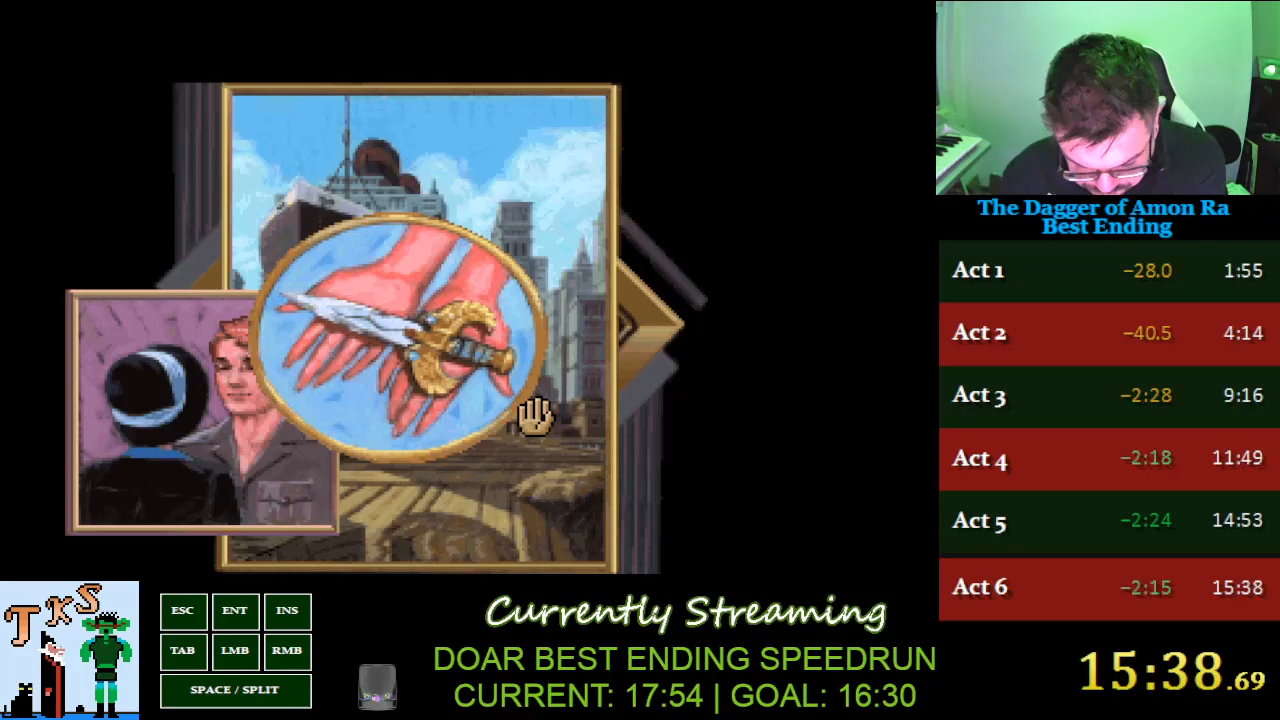 The Dagger of Amon Ra
Best Ending
Act 1 -28.0 1:55
Act 2 -40.5 4:14
Act 3 -2:28 9:16
Act 4 -2:18 11:49
Act 5 -2:24 14:53
Act 6 -2:15 15:38
15:38.69
TKS
ESC ENT INS
TAB LMB RMB
SPACE / SPLIT
Currently Streaming
DOAR BEST ENDING SPEEDRUN
CURRENT: 17:54 | GOAL: 16:30